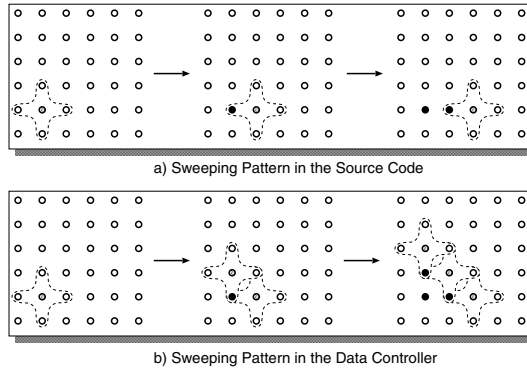 a) Sweeping Pattern in the Source Code
b) Sweeping Pattern in the Data Controller